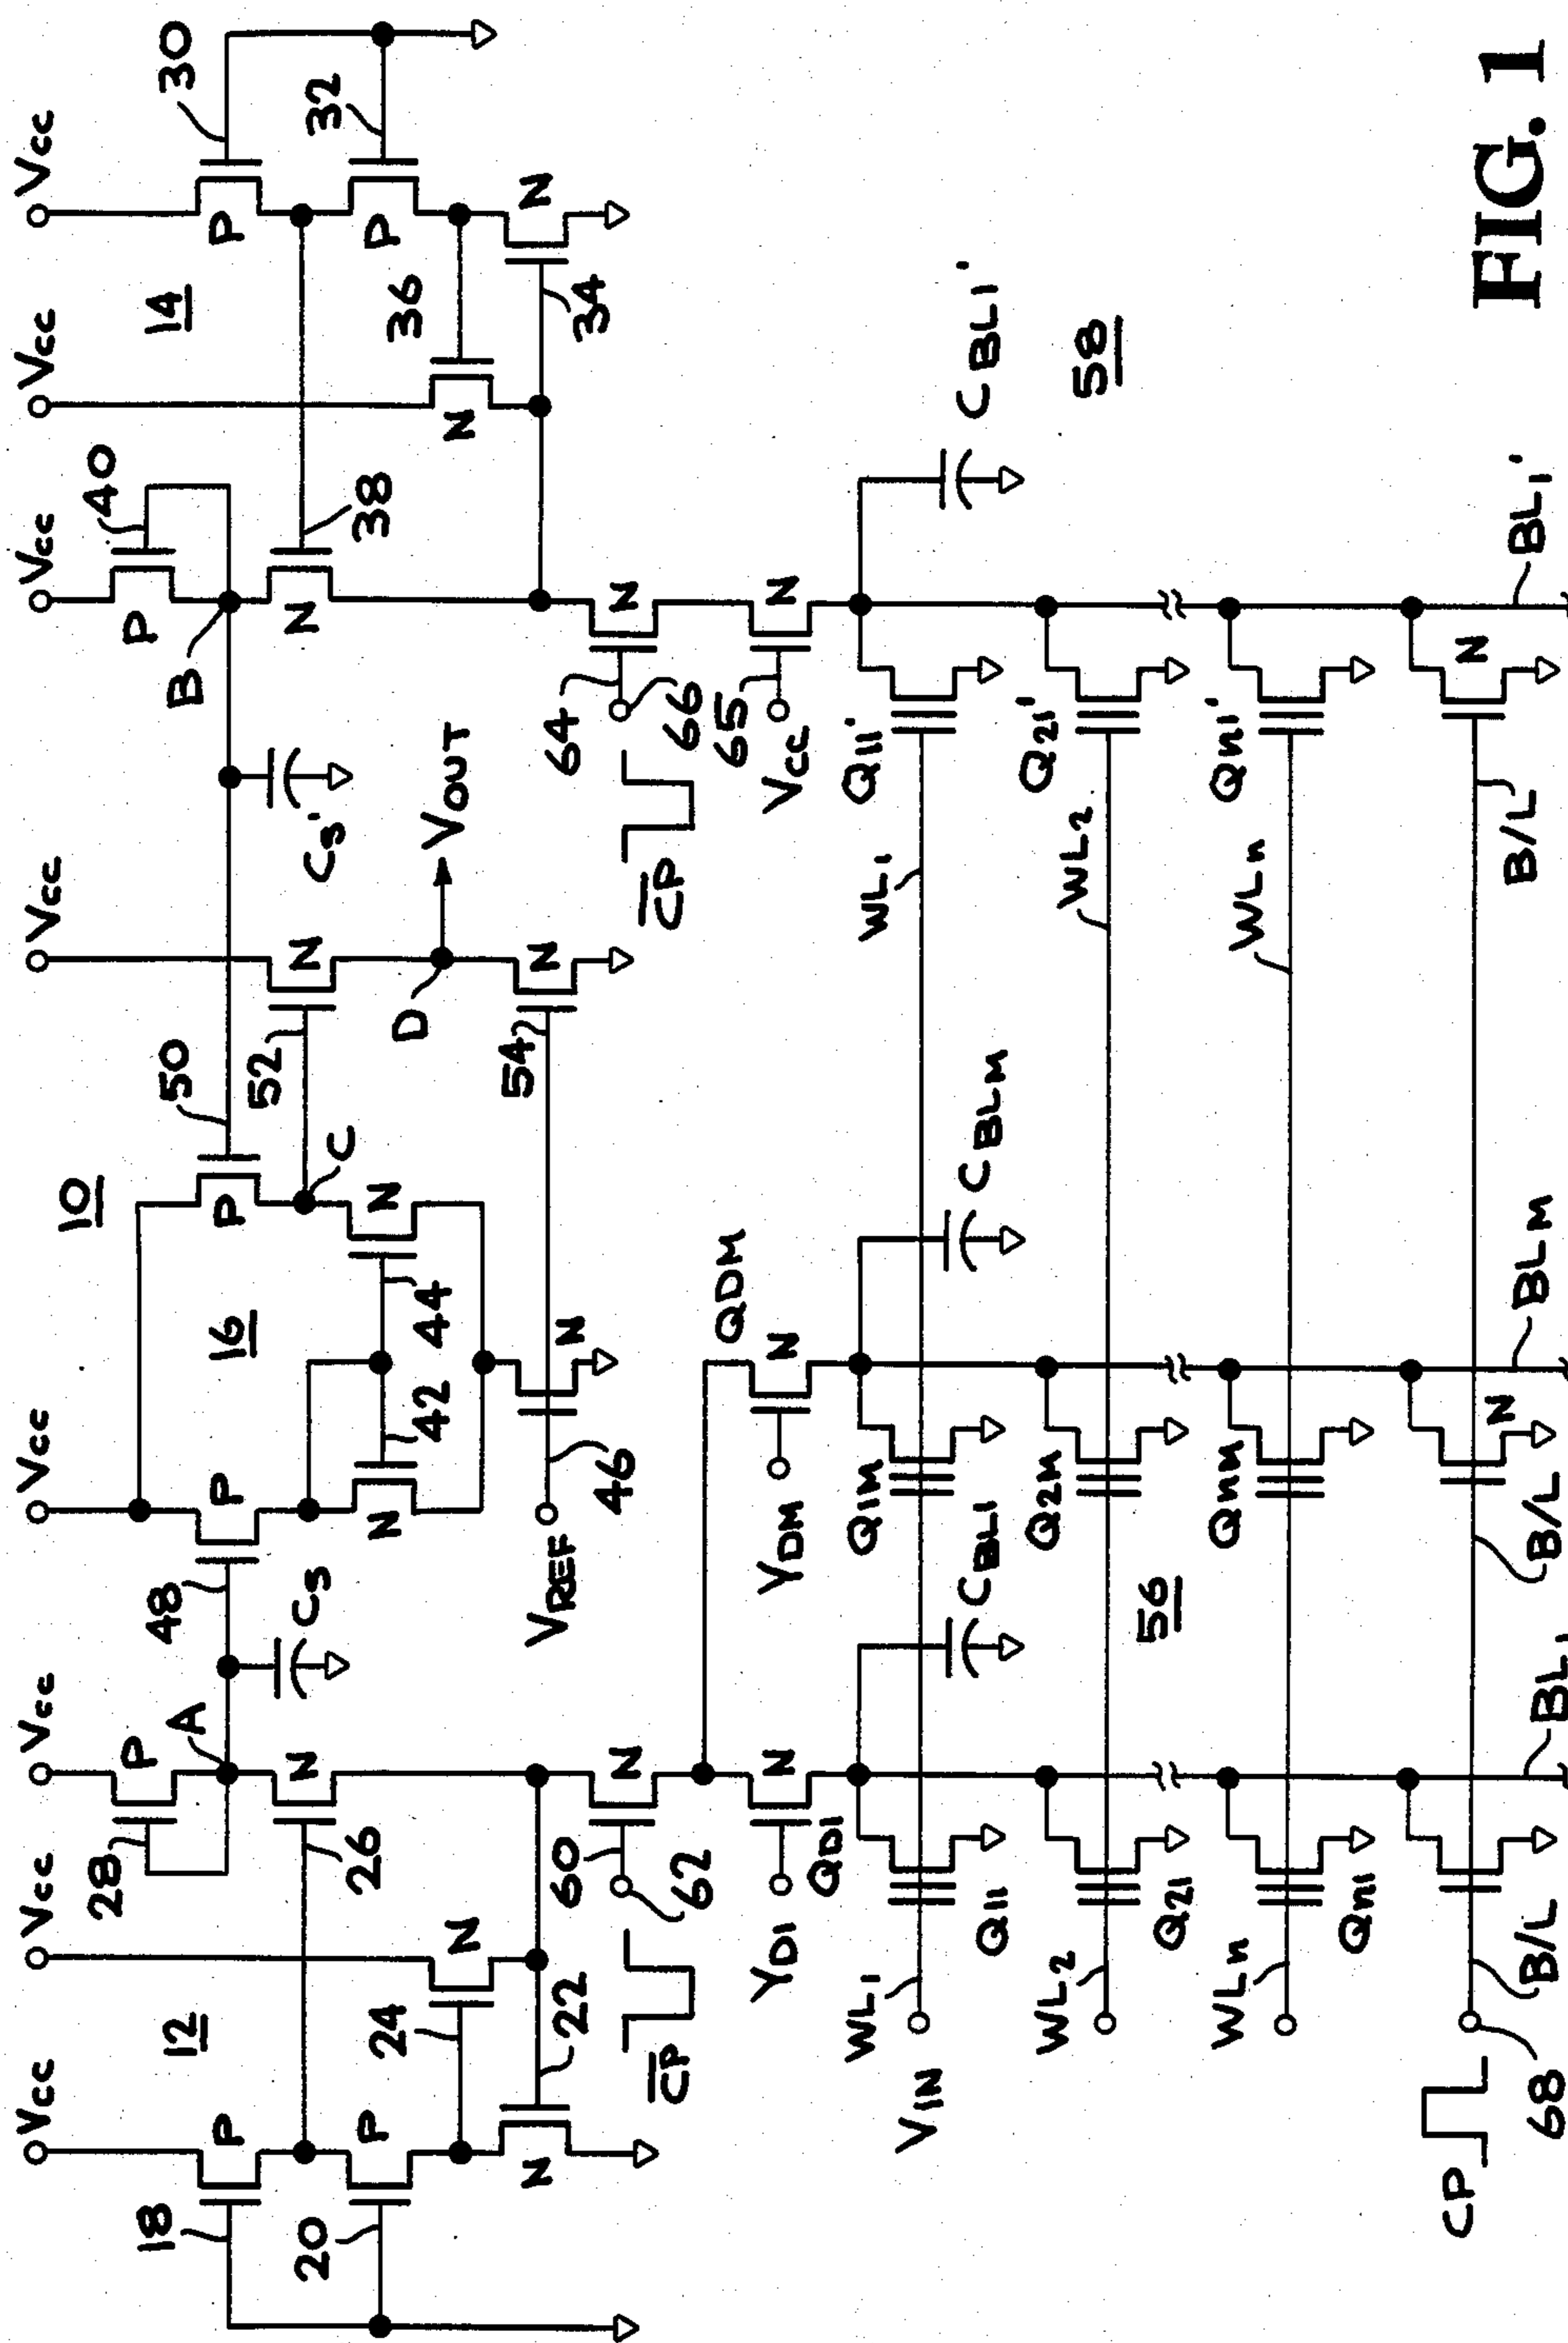 Vcc Vcc Vcc Vcc Vcc Vcc Vcc Vcc
12 28 P A 48 P 10 50 B P 40 14 30
18 P 16 P P
26 N Cs C 52 N Cs' N 38 32
20 P 42 44 P
24 N N N D VOUT N 36
N 22 VREF 46 N 54 N 34 N
60 N 64 N
CP 62 CP 66
QDM 65
YD1 QD1 N YDM N VCC N
WL1 Q11 CBL1 Q1M CBLM WL1 Q11' CBL1'
VIN
WL2 Q21 56 Q2M WL2 Q21' 58
WLn Qn1 QnM WLn Qn1'
CP 68 B/L BL1 B/L N BLM B/L N BL1'
FIG. 1